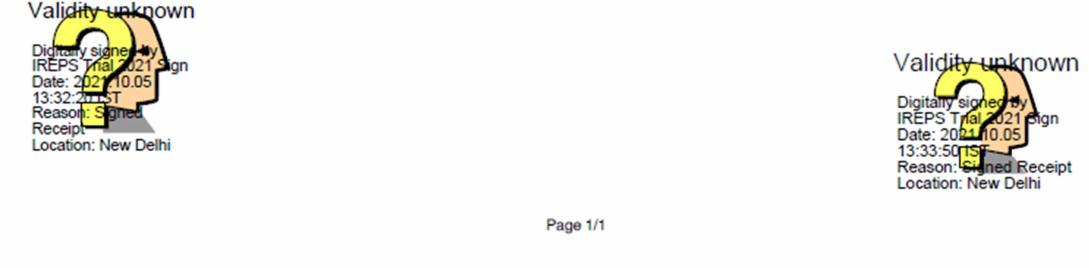 Validity unknown
Digitally signed by
IREPS Trial 2021 Sign
Date: 2021.10.05
13:32:20 IST
Reason: Signed
Receipt
Location: New Delhi
Validity unknown
Digitally signed by
IREPS Trial 2021 Sign
Date: 2021.10.05
13:33:50 IST
Reason: Signed Receipt
Location: New Delhi
Page 1/1